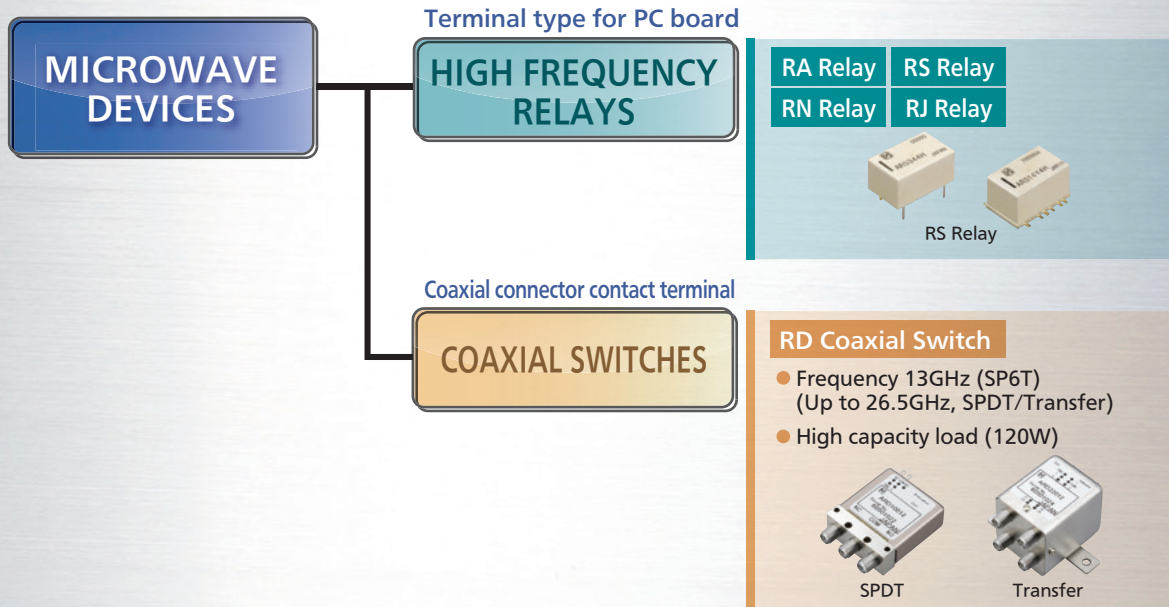 MICROWAVE
DEVICES
Terminal type for PC board
HIGH FREQUENCY
RELAYS
RA Relay
RS Relay
RN Relay
RJ Relay
RS Relay
Coaxial connector contact terminal
COAXIAL SWITCHES
RD Coaxial Switch
● Frequency 13GHz (SP6T)
(Up to 26.5GHz, SPDT/Transfer)
● High capacity load (120W)
SPDT
Transfer